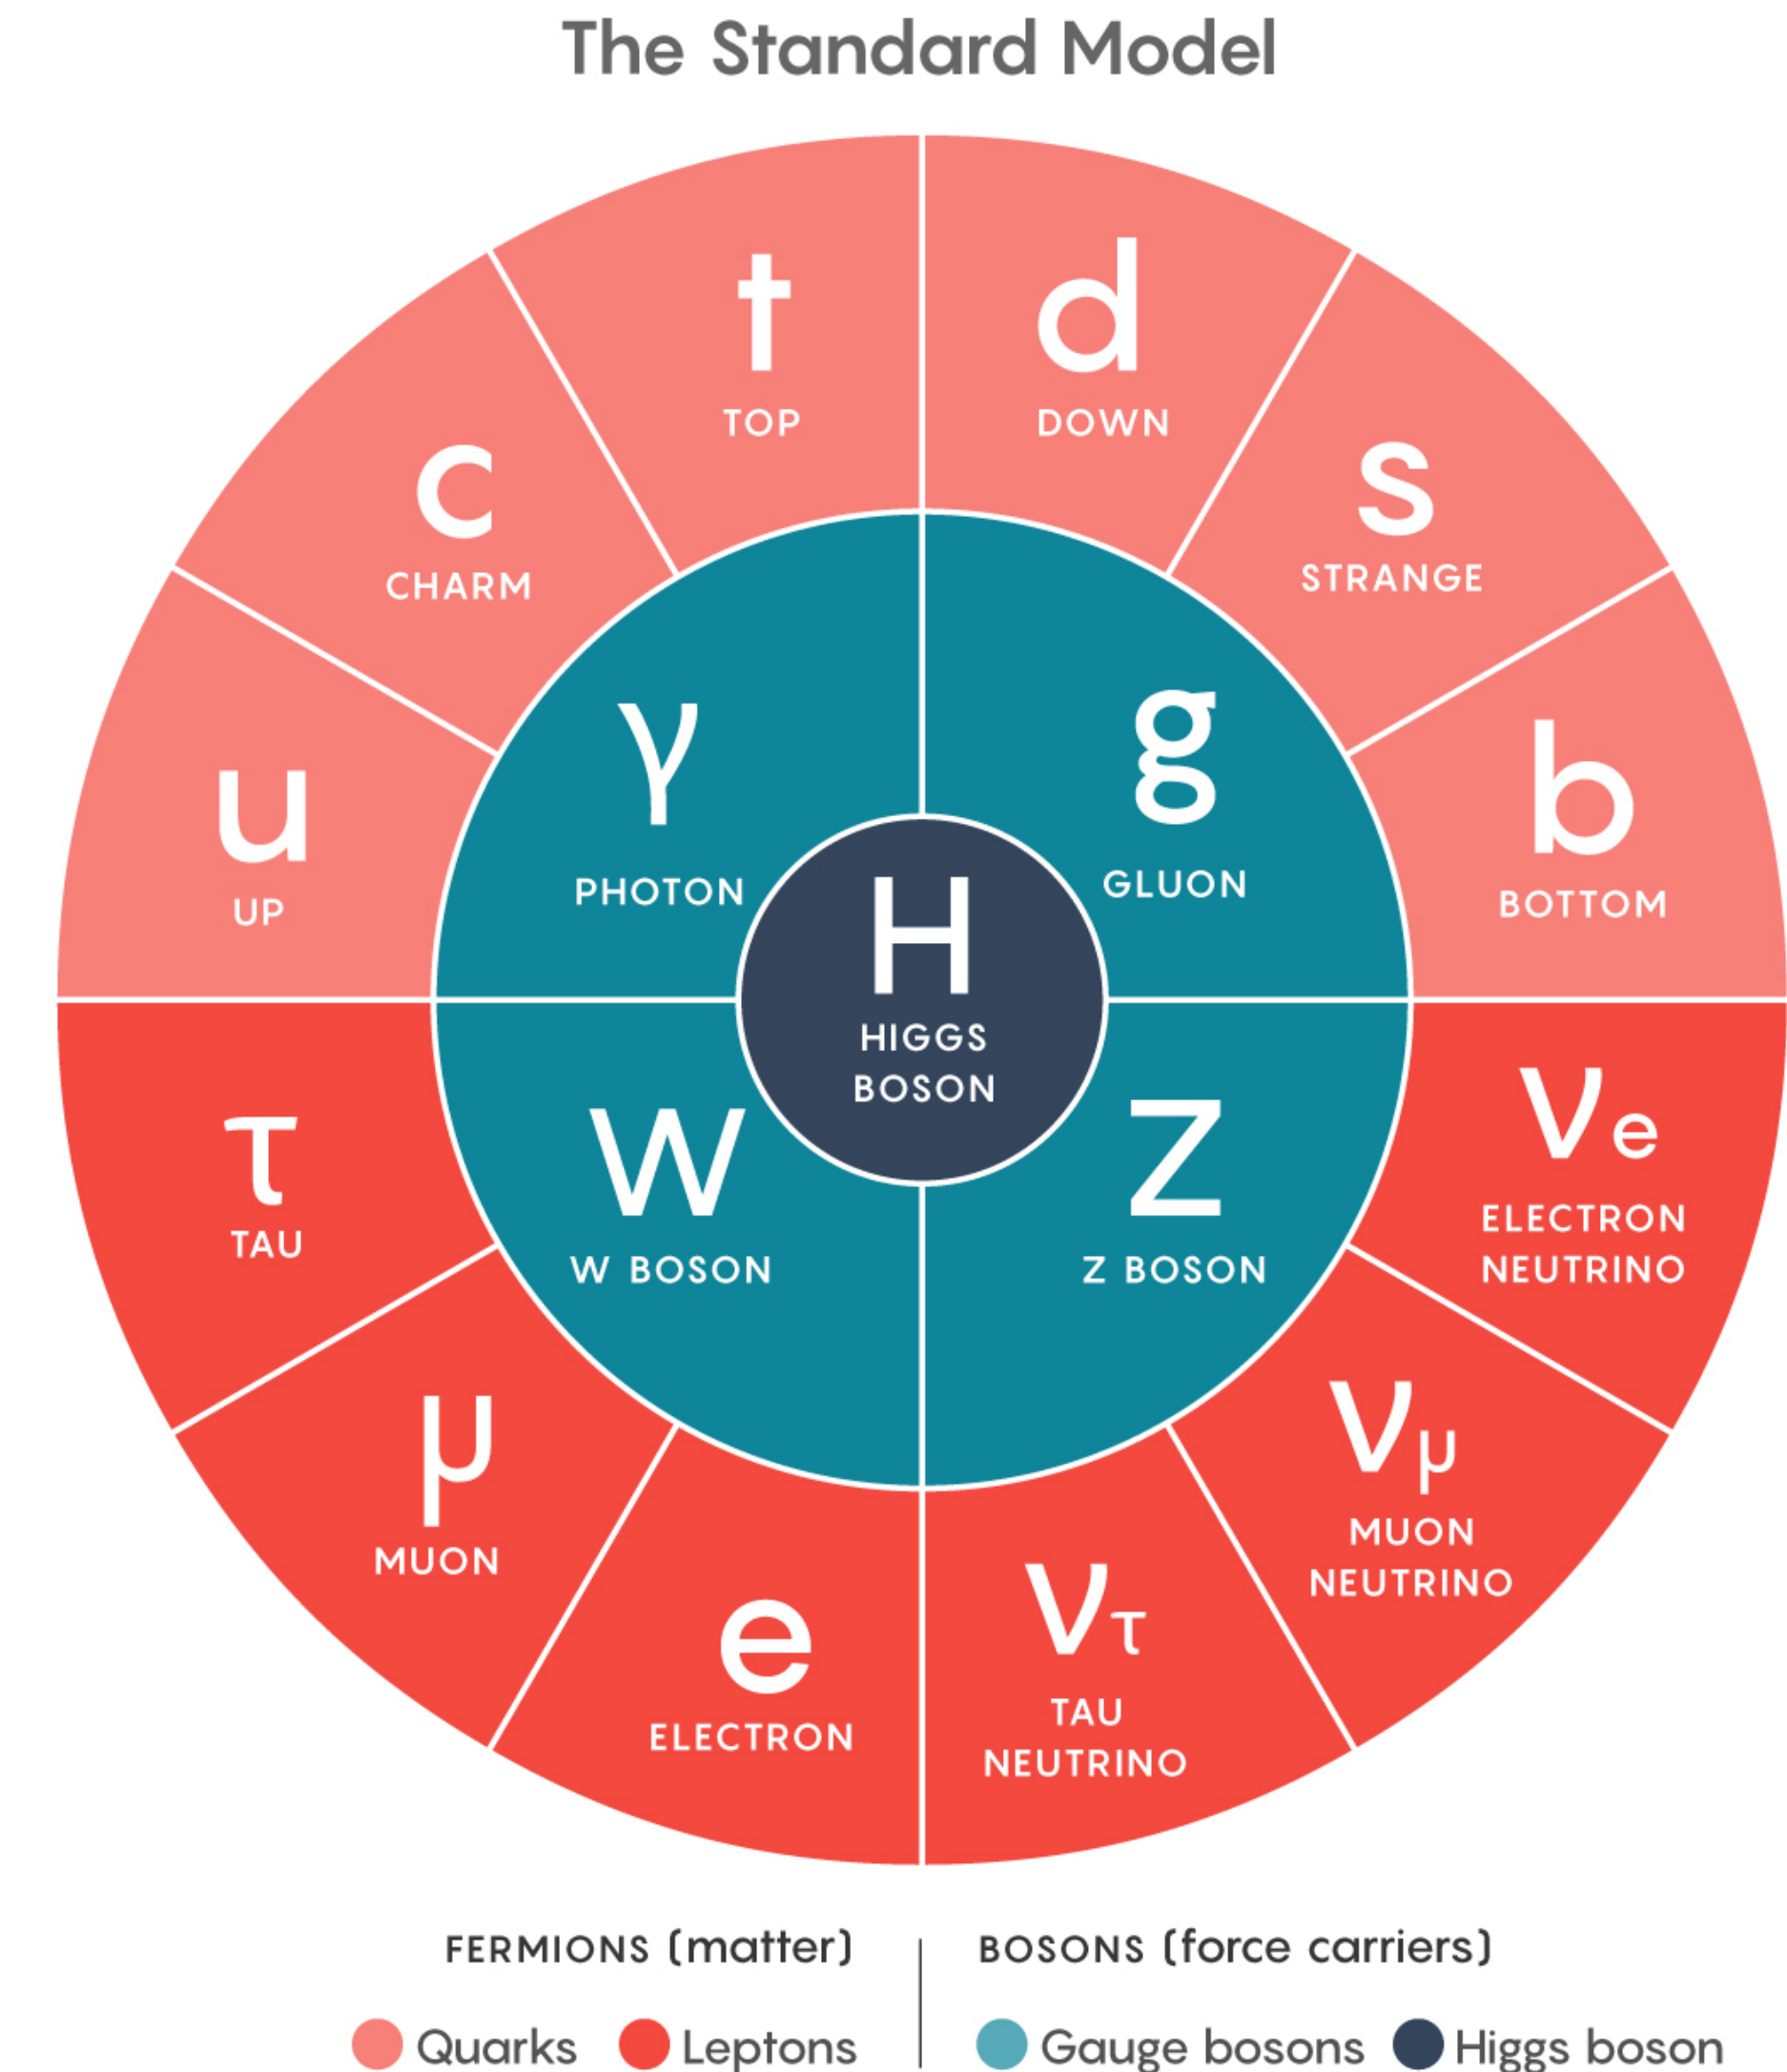 The Standard Model
t
TOP
d
DOWN
c
CHARM
s
STRANGE
u
UP
γ
PHOTON
g
GLUON
b
BOTTOM
H
HIGGS
BOSON
τ
TAU
W
W BOSON
Z
Z BOSON
νe
ELECTRON
NEUTRINO
μ
MUON
νμ
MUON
NEUTRINO
e
ELECTRON
ντ
TAU
NEUTRINO
FERMIONS (matter)
BOSONS (force carriers)
Quarks
Leptons
Gauge bosons
Higgs boson